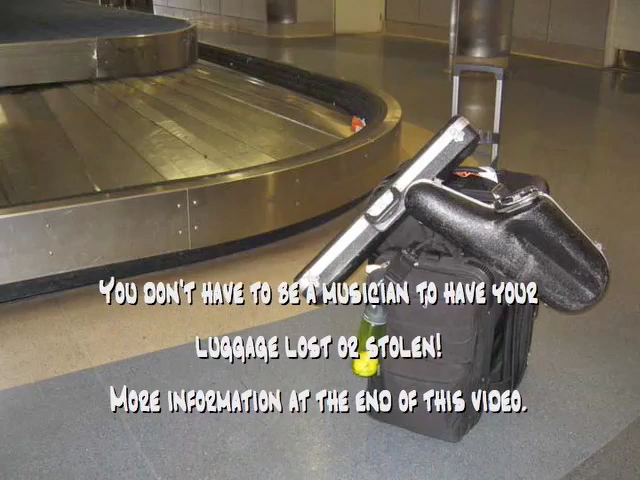 You don't have to be a musician to have your
luggage lost or stolen!
More information at the end of this video.